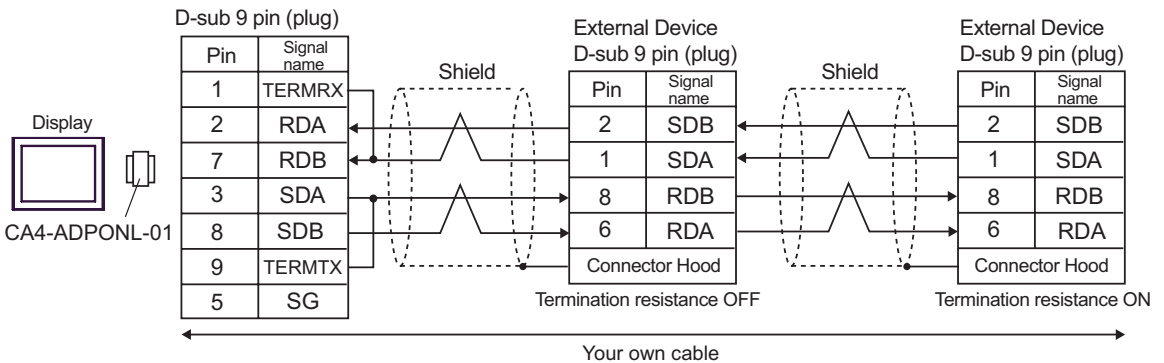 D-sub 9 pin (plug)
Pin Signal name
1 TERMRX
2 RDA
7 RDB
3 SDA
8 SDB
9 TERMTX
5 SG
Display
CA4-ADPONL-01
Shield
External Device
D-sub 9 pin (plug)
Pin Signal name
2 SDB
1 SDA
8 RDB
6 RDA
Connector Hood
Termination resistance OFF
Shield
External Device
D-sub 9 pin (plug)
Pin Signal name
2 SDB
1 SDA
8 RDB
6 RDA
Connector Hood
Termination resistance ON
Your own cable